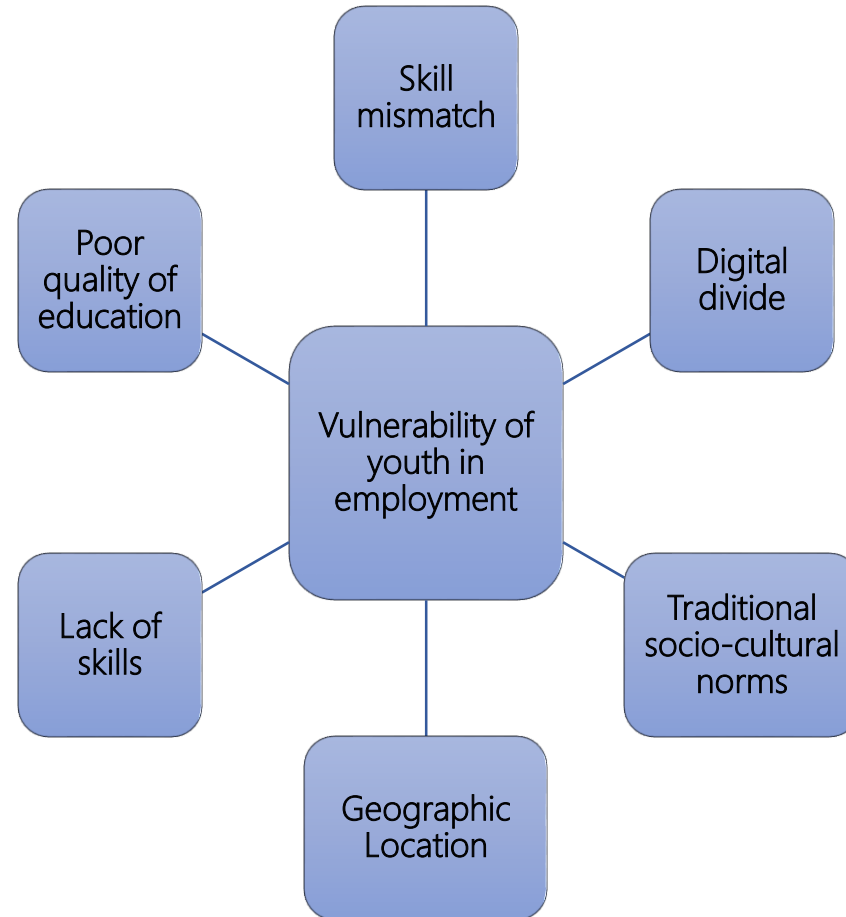 Skill
mismatch
Poor
quality of
education
Digital
divide
Vulnerability of
youth in
employment
Lack of
skills
Traditional
socio-cultural
norms
Geographic
Location